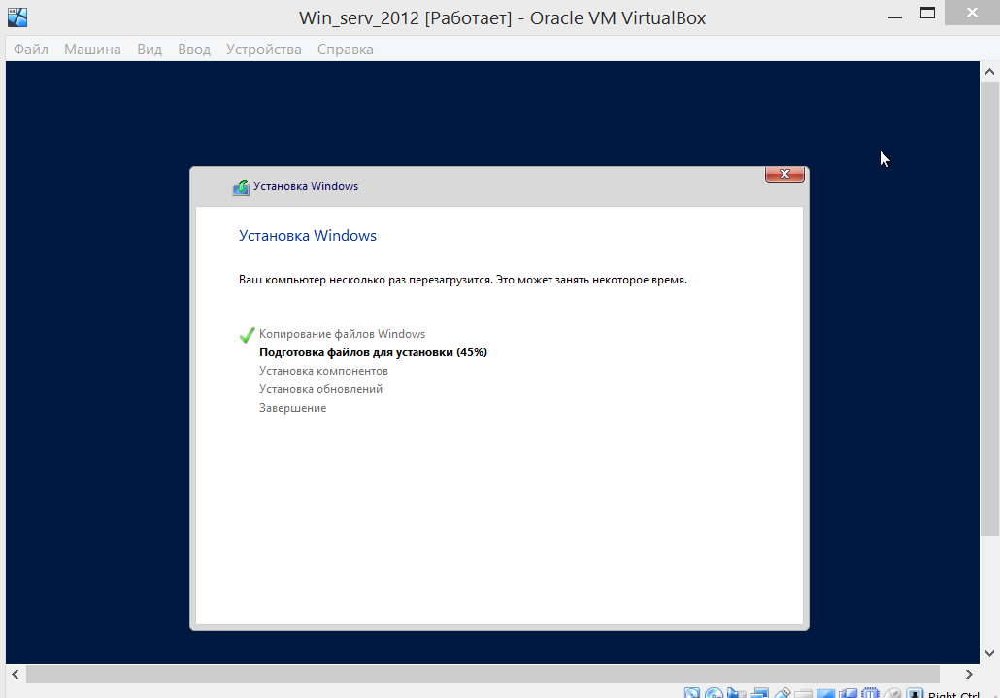 Win_serv_2012 [Работает] - Oracle VM VirtualBox
Файл Машина Вид Ввод Устройства Справка
Установка Windows
Установка Windows
Ваш компьютер несколько раз перезагрузится. Это может занять некоторое время.
Копирование файлов Windows
Подготовка файлов для установки (45%)
Установка компонентов
Установка обновлений
Завершение
Right Ctrl